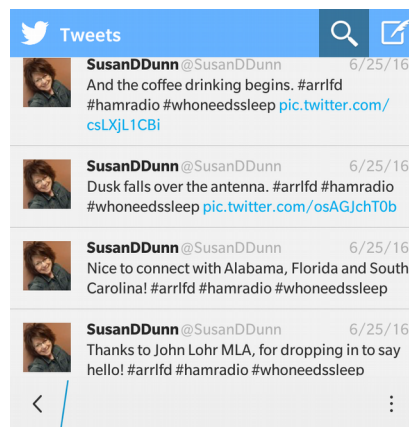 Tweets
SusanDDunn @SusanDDunn 6/25/16
And the coffee drinking begins. #arrlfd
#hamradio #whoneedssleep pic.twitter.com/
csLXjL1CBi
SusanDDunn @SusanDDunn 6/25/16
Dusk falls over the antenna. #arrlfd #hamradio
#whoneedssleep pic.twitter.com/osAGJchT0b
SusanDDunn @SusanDDunn 6/25/16
Nice to connect with Alabama, Florida and South
Carolina! #arrlfd #hamradio #whoneedssleep
SusanDDunn @SusanDDunn 6/25/16
Thanks to John Lohr MLA, for dropping in to say
hello! #arrlfd #hamradio #whoneedssleep